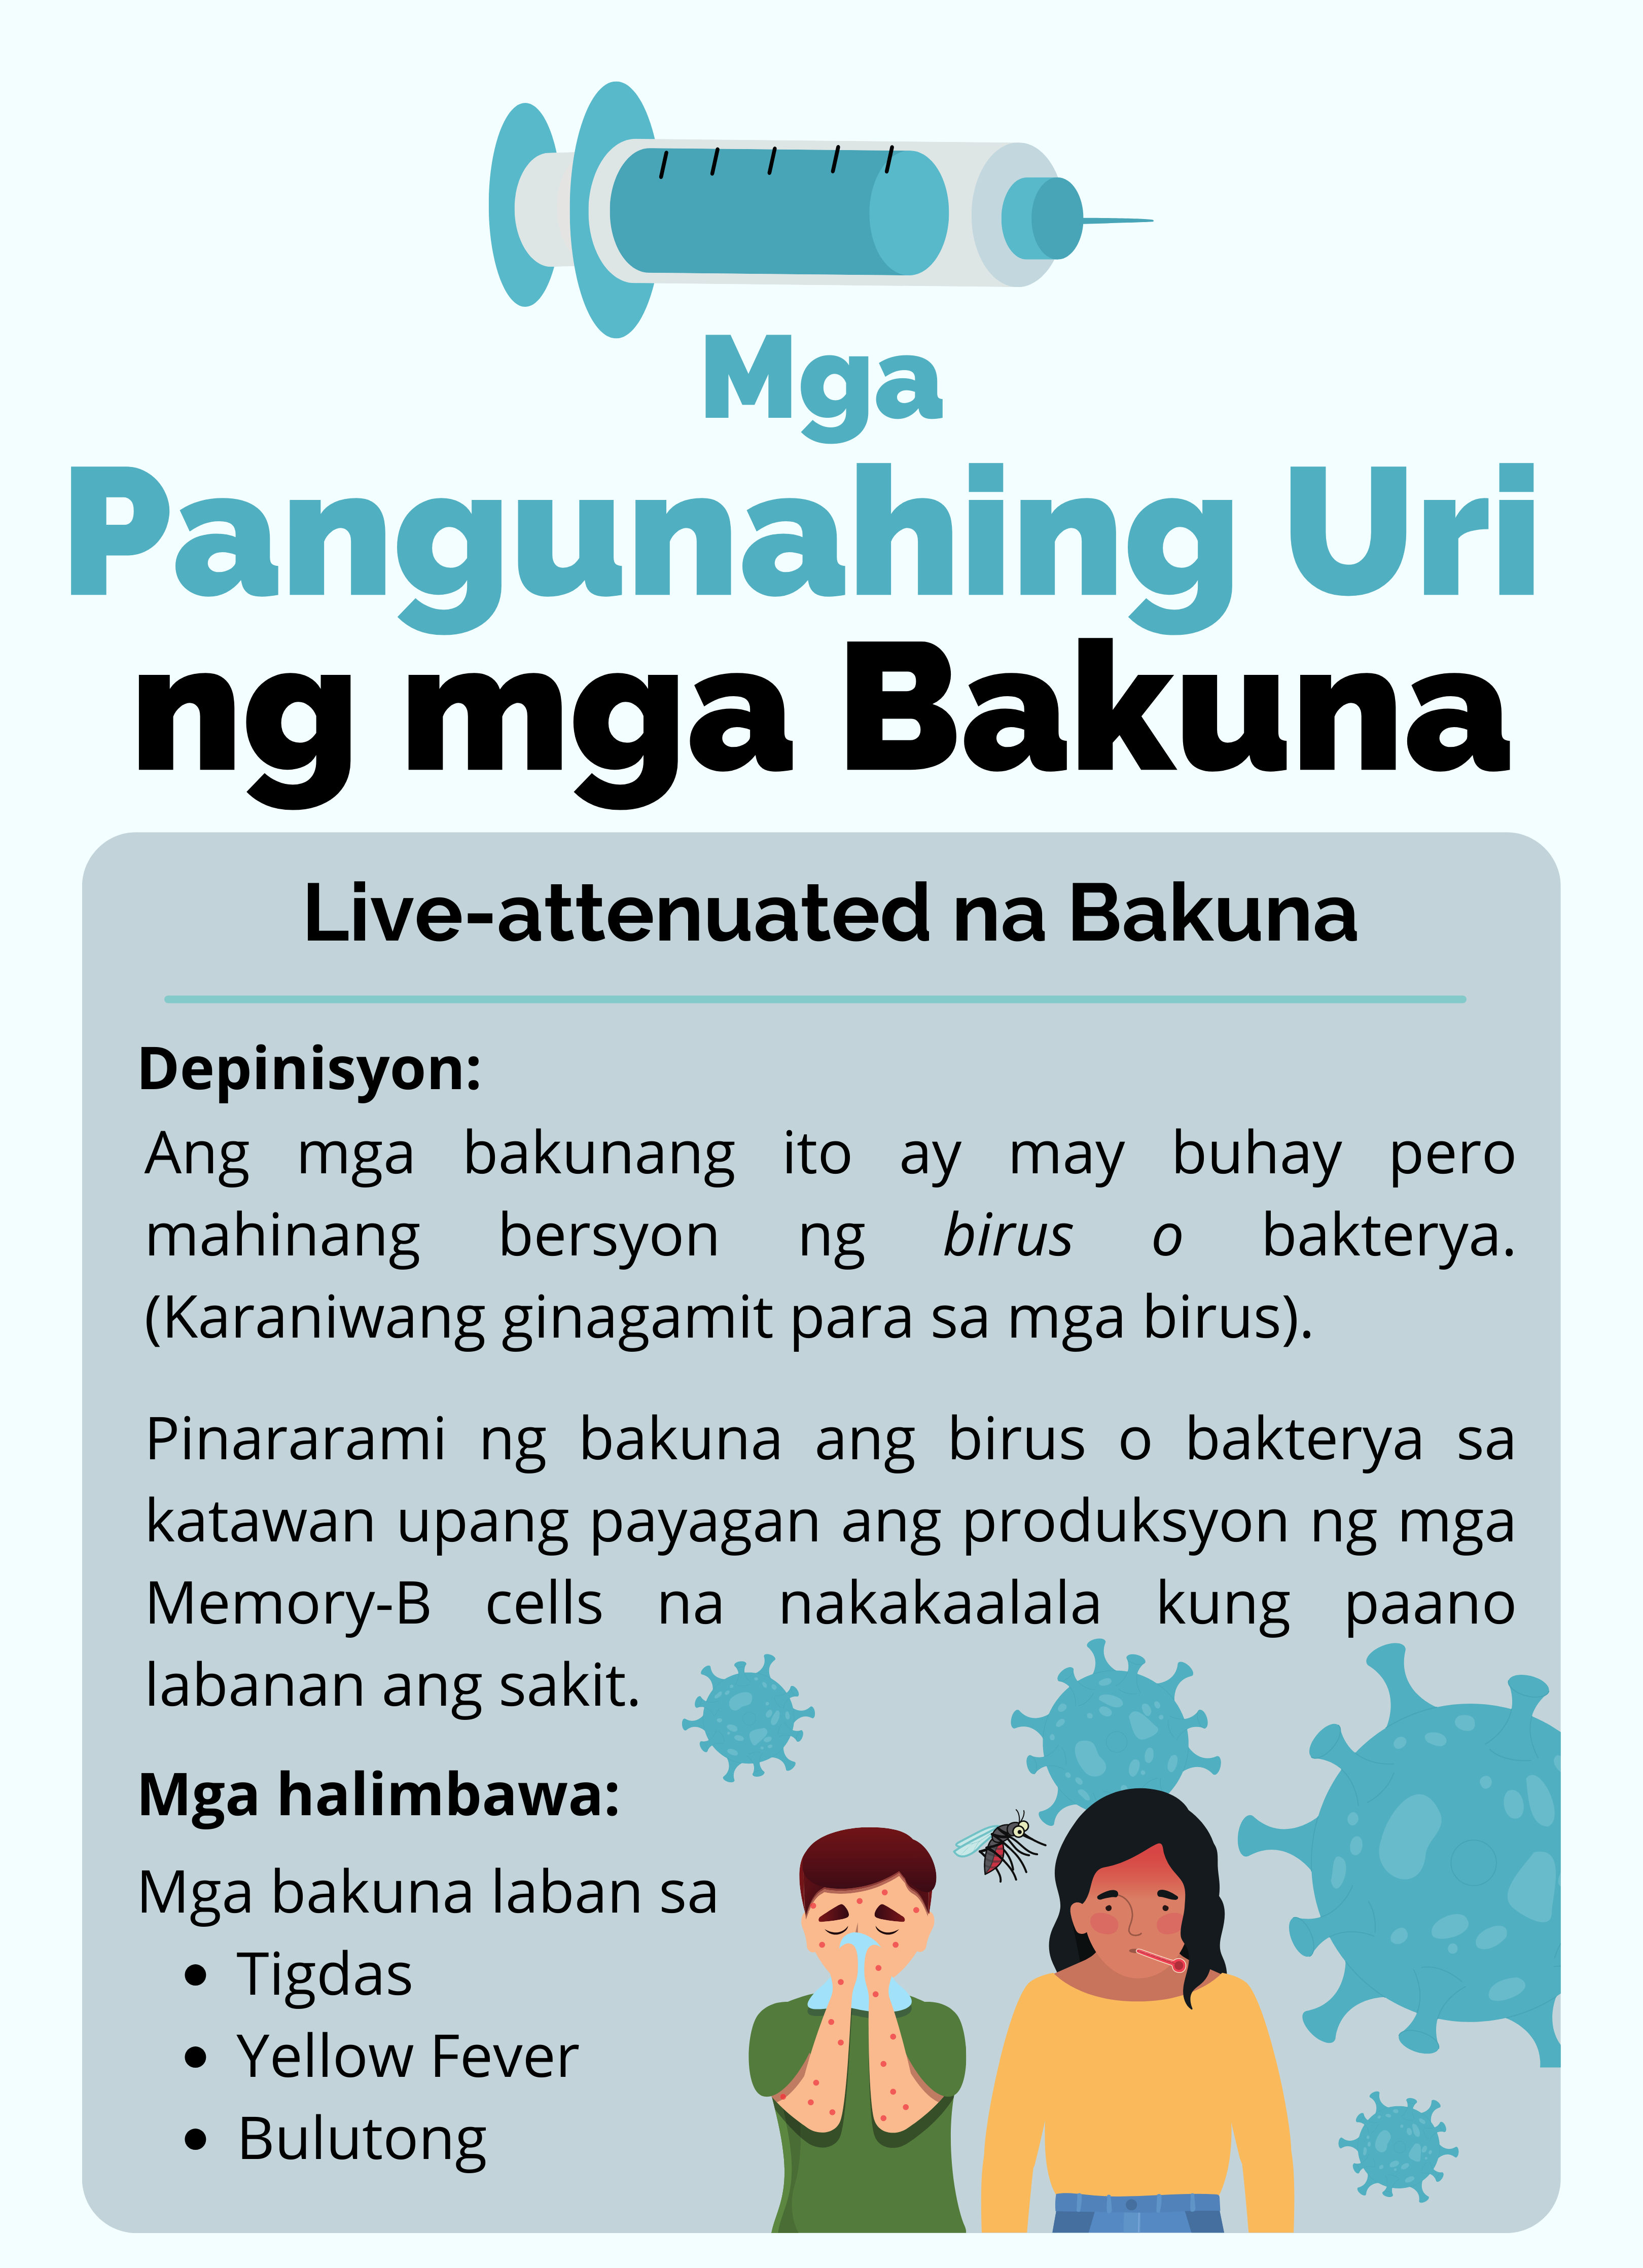 Mga
Pangunahing Uri
ng mga Bakuna
Live-attenuated na Bakuna
Depinisyon:
Ang mga bakunang ito ay may buhay pero
mahinang bersyon ng birus o bakterya.
(Karaniwang ginagamit para sa mga birus).
Pinararami ng bakuna ang birus o bakterya sa
katawan upang payagan ang produksyon ng mga
Memory-B cells na nakakaalala kung paano
labanan ang sakit.
Mga halimbawa:
Mga bakuna laban sa
• Tigdas
• Yellow Fever
• Bulutong